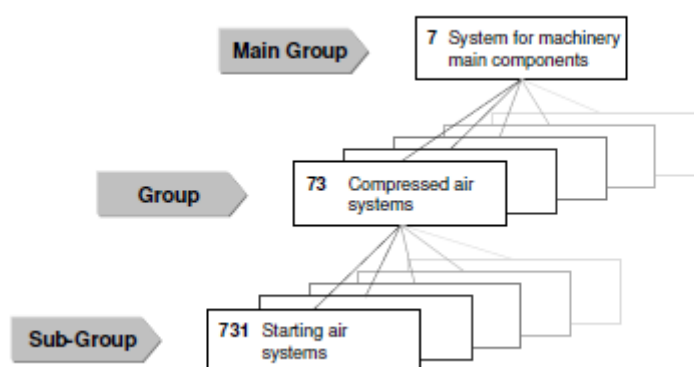 Main Group
7 System for machinery
main components
Group
73 Compressed air
systems
Sub-Group
731 Starting air
systems